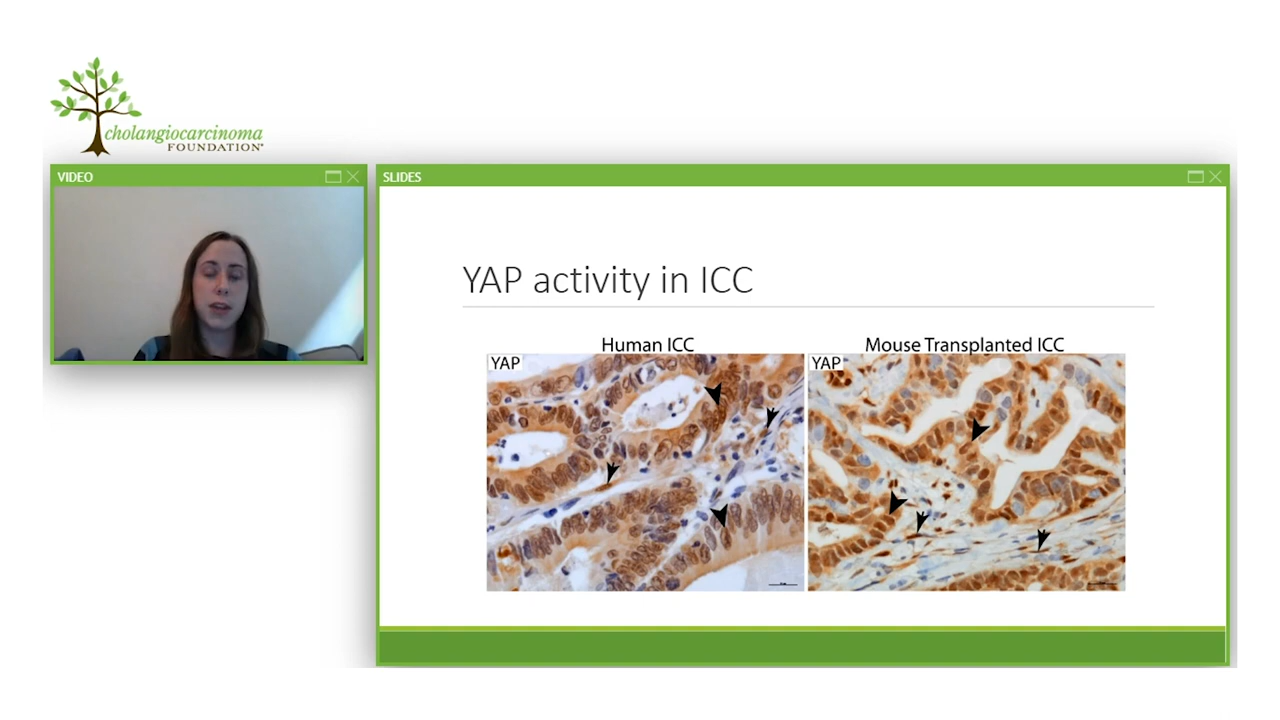 cholangiocarcinoma
FOUNDATION®
VIDEO
SLIDES
YAP activity in ICC
Human ICC
Mouse Transplanted ICC
YAP
YAP